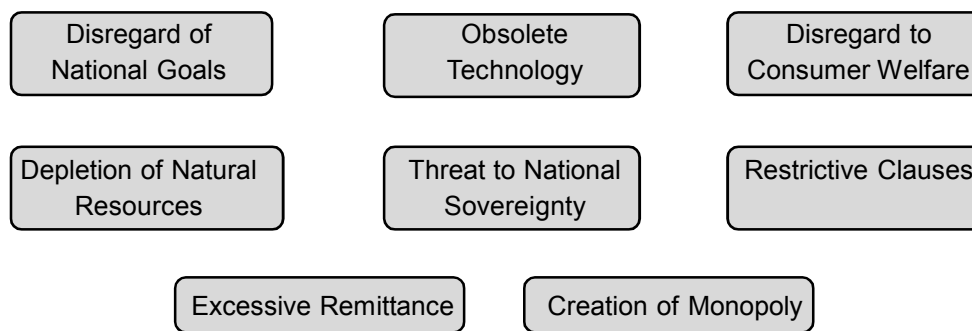 Disregard of
National Goals
Obsolete
Technology
Disregard to
Consumer Welfare
Depletion of Natural
Resources
Threat to National
Sovereignty
Restrictive Clauses
Excessive Remittance
Creation of Monopoly